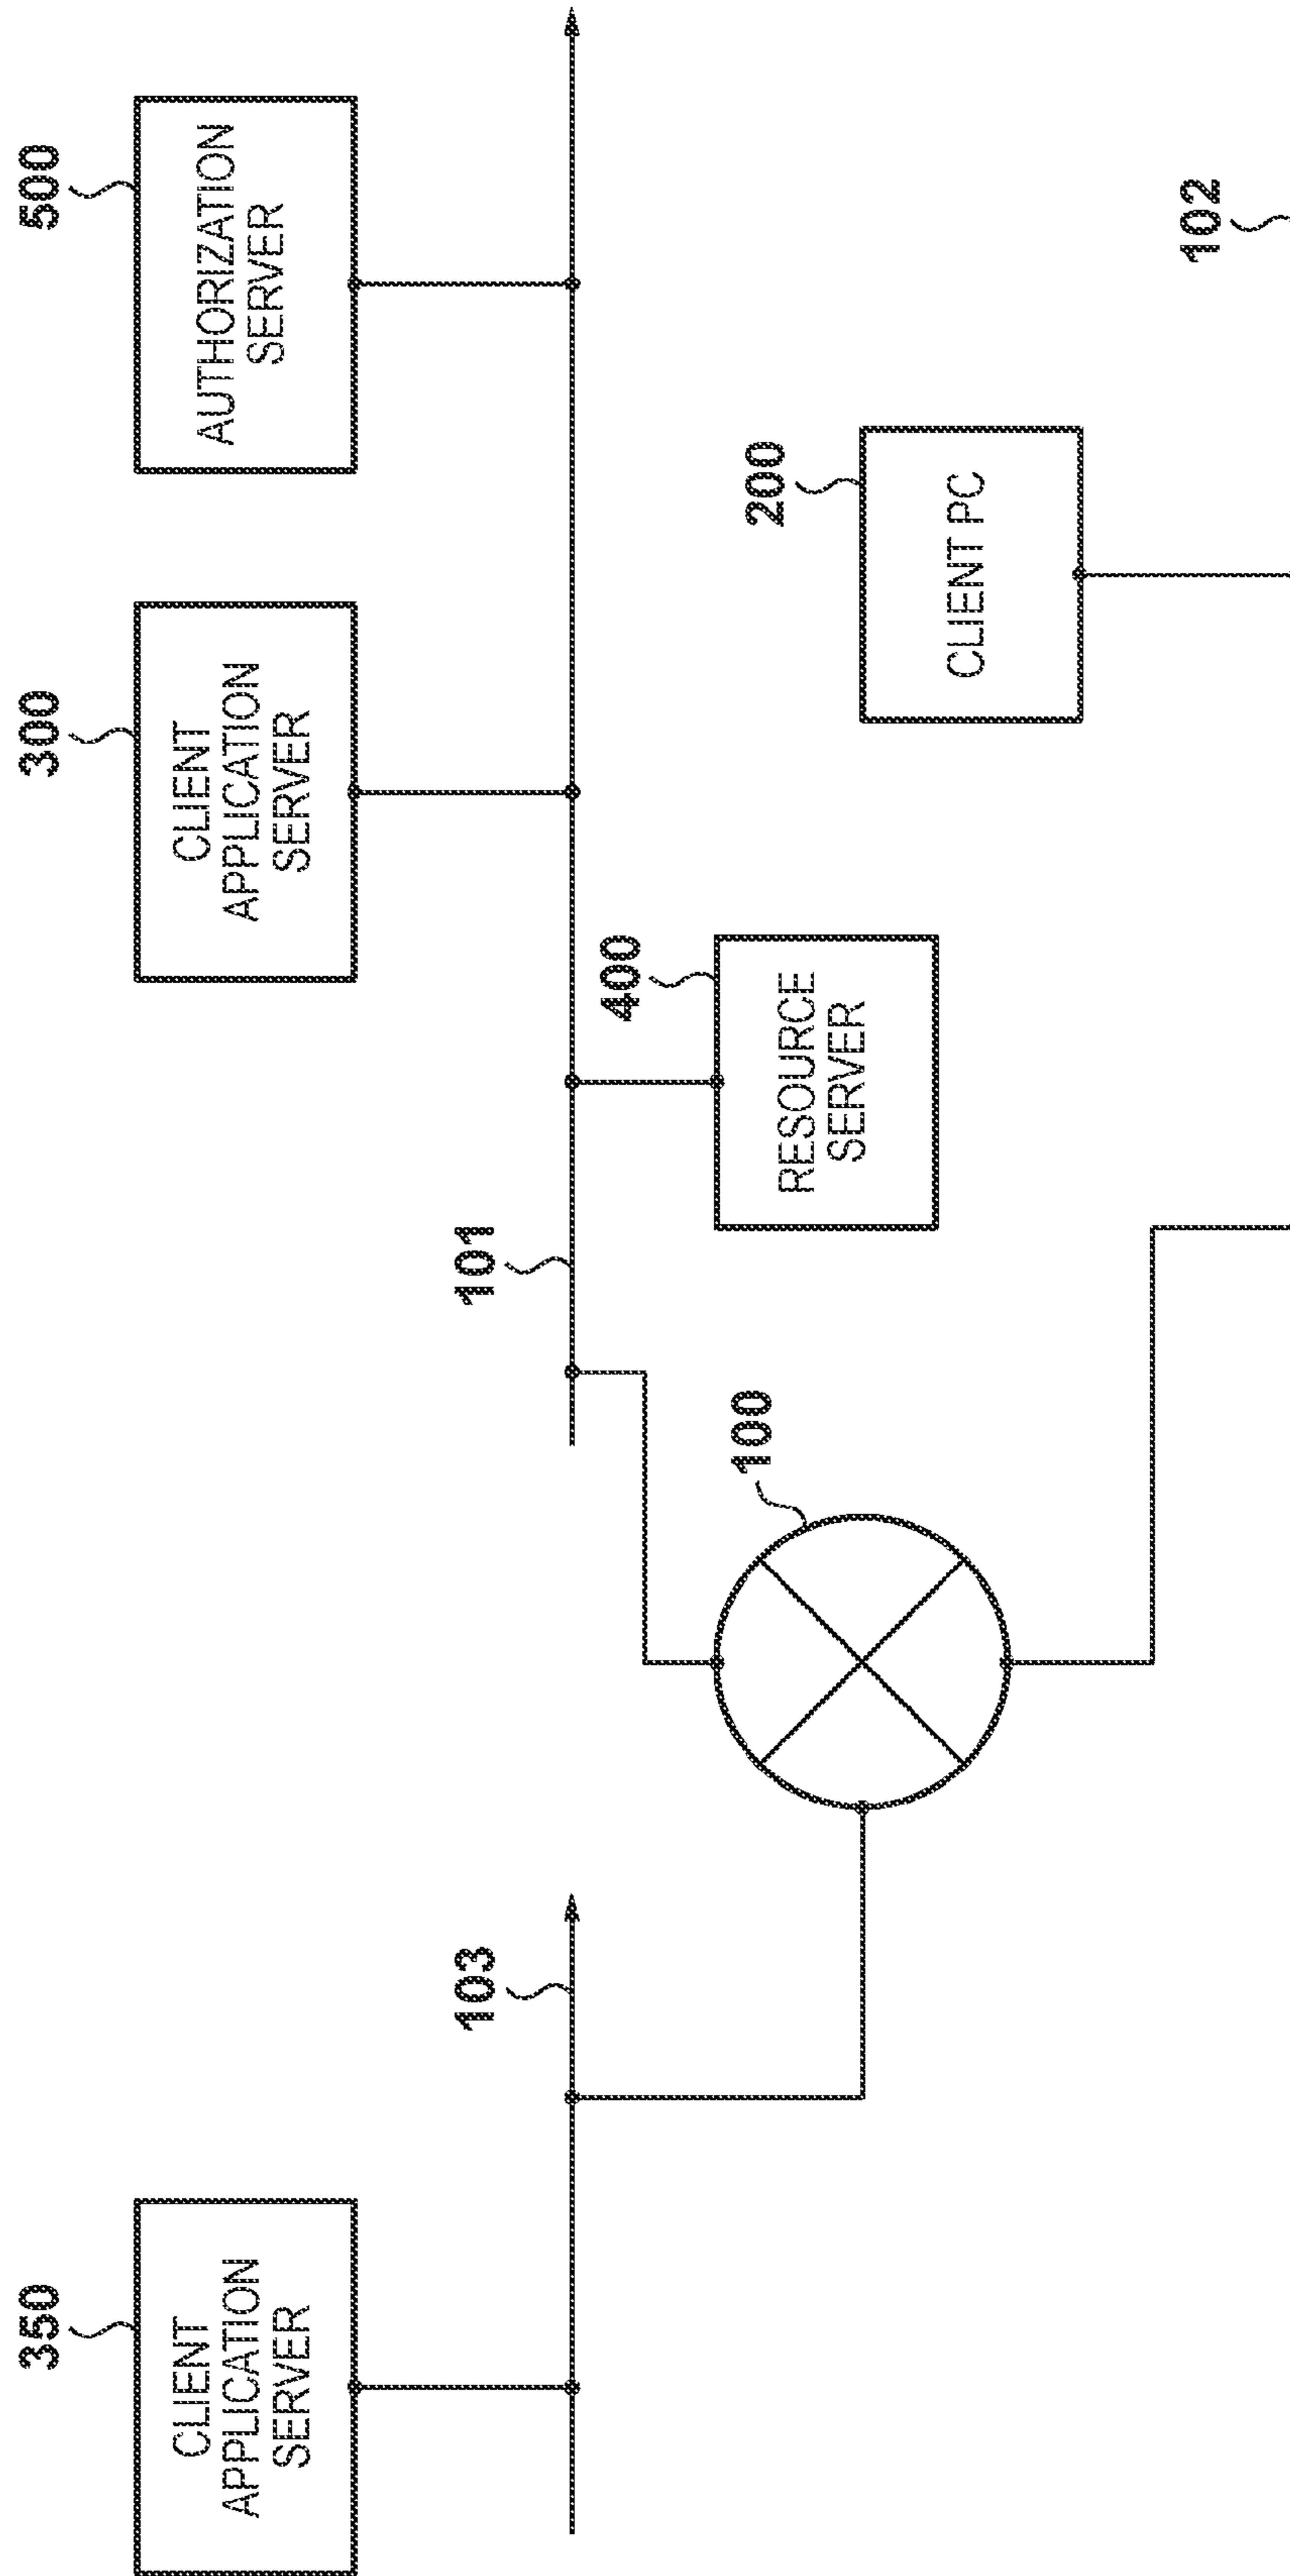 350
CLIENT
APPLICATION
SERVER
300
CLIENT
APPLICATION
SERVER
500
AUTHORIZATION
SERVER
103
101
400
RESOURCE
SERVER
100
200
CLIENT PC
102